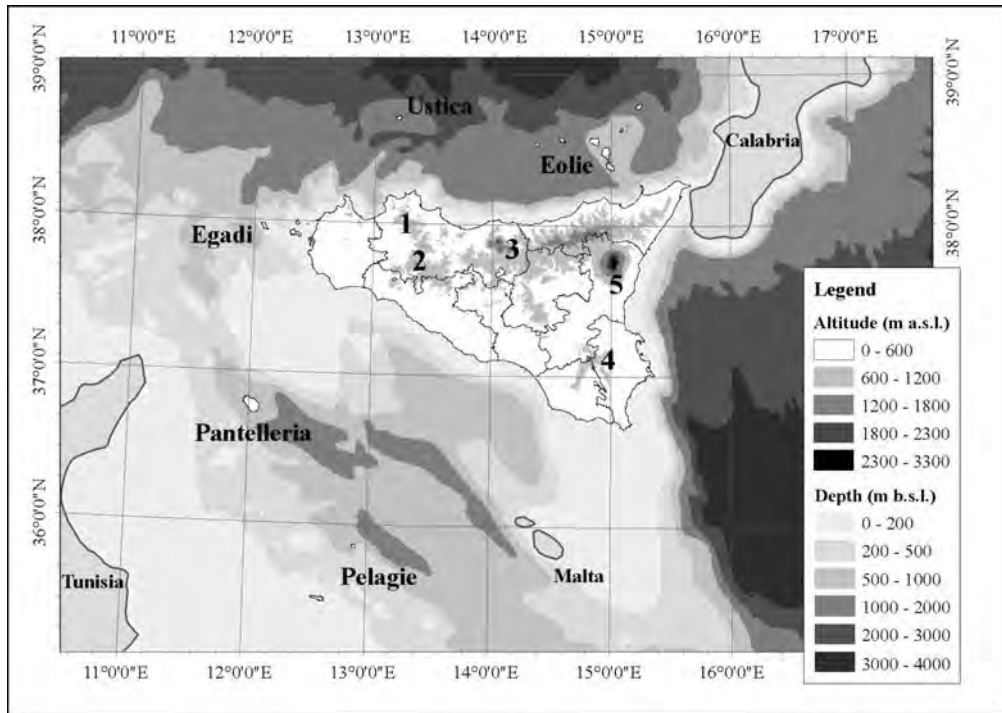 11°0'0"E 12°0'0"E 13°0'0"E 14°0'0"E 15°0'0"E 16°0'0"E 17°0'0"E
39°0'0"N
39°0'0"N
Ustica
Calabria
Eolie
38°0'0"N
38°0'0"N
Egadi
1
2
3
5
4
37°0'0"N
Pantelleria
36°0'0"N
Malta
Pelagie
Tunisia
11°0'0"E 12°0'0"E 13°0'0"E 14°0'0"E 15°0'0"E 16°0'0"E
Legend
Altitude (m a.s.l.)
0 - 600
600 - 1200
1200 - 1800
1800 - 2300
2300 - 3300
Depth (m b.s.l.)
0 - 200
200 - 500
500 - 1000
1000 - 2000
2000 - 3000
3000 - 4000